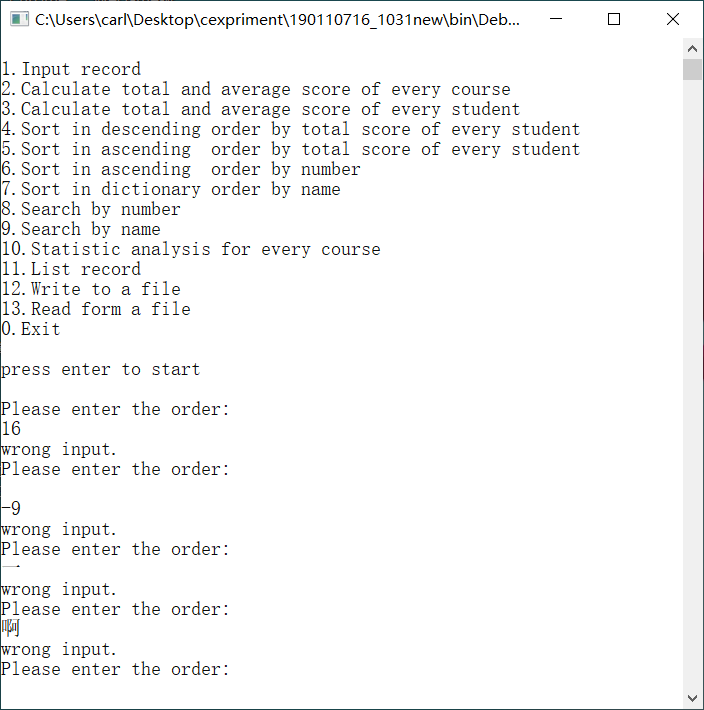 C:\Users\carl\Desktop\cexpriment\190110716_1031new\bin\Deb...
1.Input record
2.Calculate total and average score of every course
3.Calculate total and average score of every student
4.Sort in descending order by total score of every student
5.Sort in ascending  order by total score of every student
6.Sort in ascending  order by number
7.Sort in dictionary order by name
8.Search by number
9.Search by name
10.Statistic analysis for every course
11.List record
12.Write to a file
13.Read form a file
0.Exit
press enter to start
Please enter the order:
16
wrong input.
Please enter the order:
-9
wrong input.
Please enter the order:
一
wrong input.
Please enter the order:
啊
wrong input.
Please enter the order: